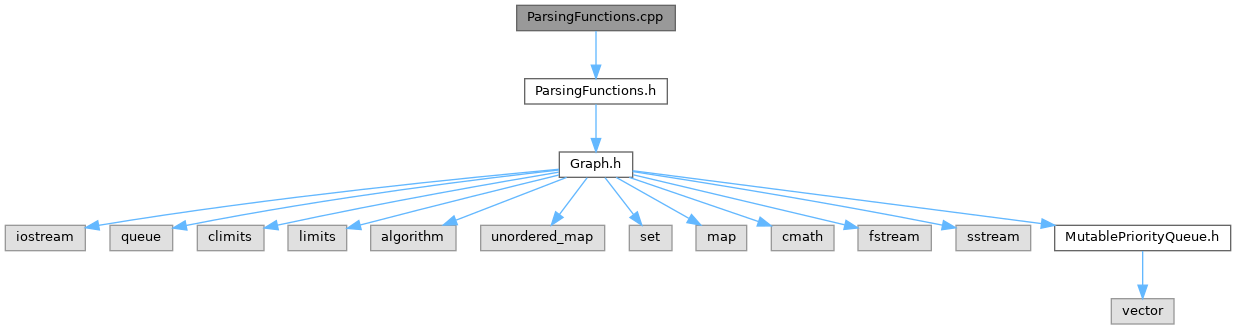 ParsingFunctions.cpp
ParsingFunctions.h
Graph.h
iostream
queue
climits
limits
algorithm
unordered_map
set
map
cmath
fstream
sstream
MutablePriorityQueue.h
vector